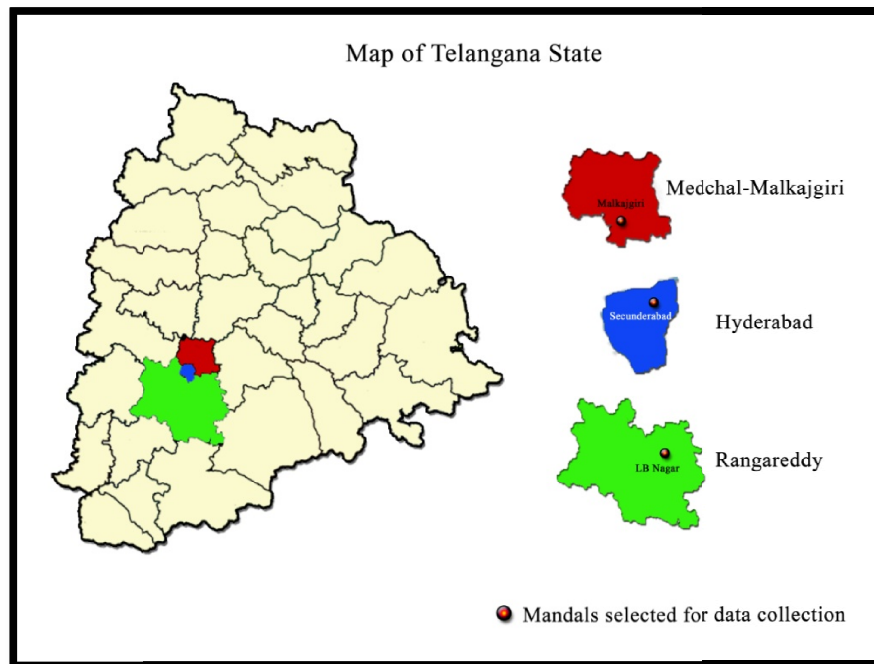 Map of Telangana State
Malkajgiri
Medchal-Malkajgiri
Secunderabad
Hyderabad
LB Nagar
Rangareddy
Mandals selected for data collection